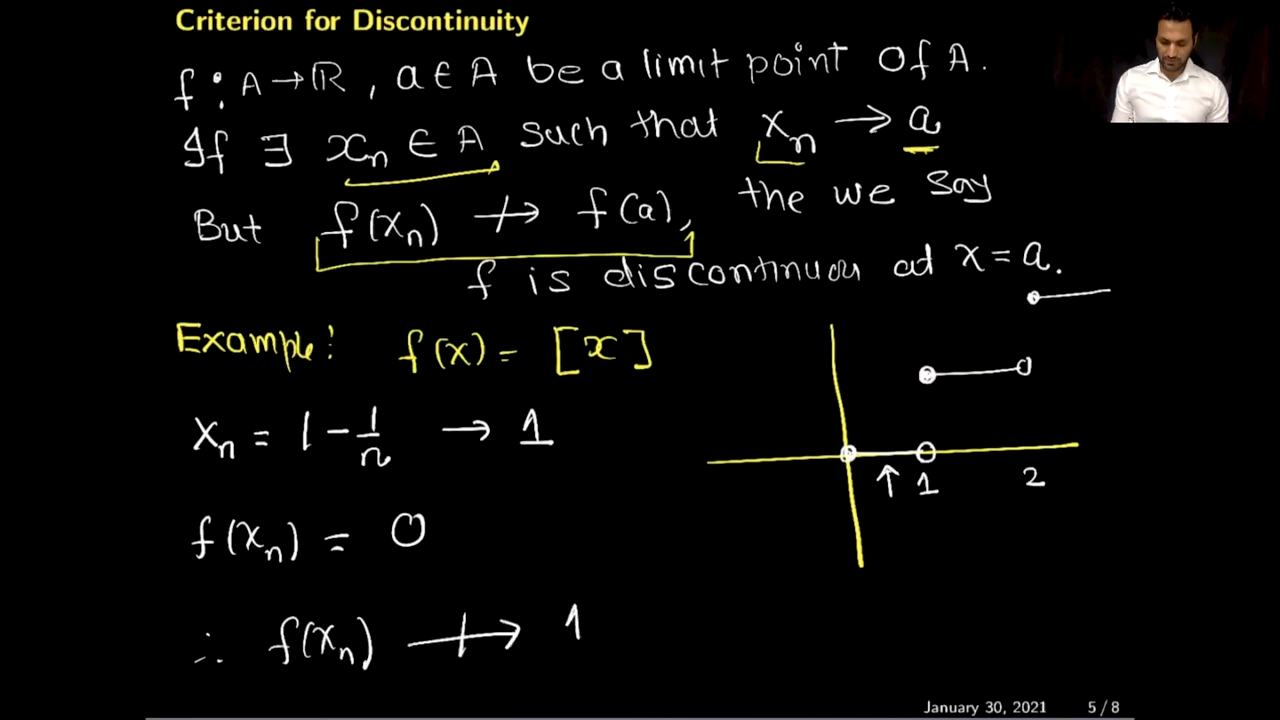 Criterion for Discontinuity
f : A → ℝ, a ∈ A be a limit point of A.
If ∃ xₙ ∈ A such that xₙ → a
But f(xₙ) ↛ f(a), the we say
f is discontinuous at x = a.
Example: f(x) = [x]
xₙ = 1 - 1/n → 1
f(xₙ) = 0
∴ f(xₙ) ↛ 1
↑ 1 2
January 30, 2021 5 / 8